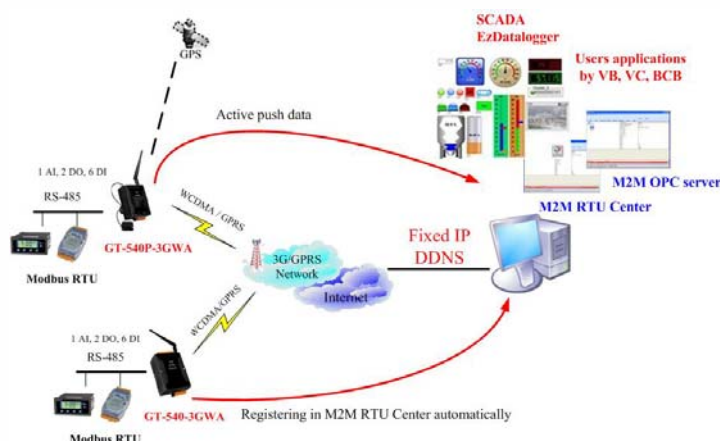 SCADA
EzDatalogger
Users applications
by VB, VC, BCB
GPS
Active push data
1 AI, 2 DO, 6 DI
RS-485
M2M OPC server
M2M RTU Center
WCDMA / GPRS
GT-540P-3GWA
Modbus RTU
Fixed IP
DDNS
3G/GPRS
Network
Internet
WCDMA/GPRS
1 AI, 2 DO, 6 DI
RS-485
GT-540-3GWA
Registering in M2M RTU Center automatically
Modbus RTU